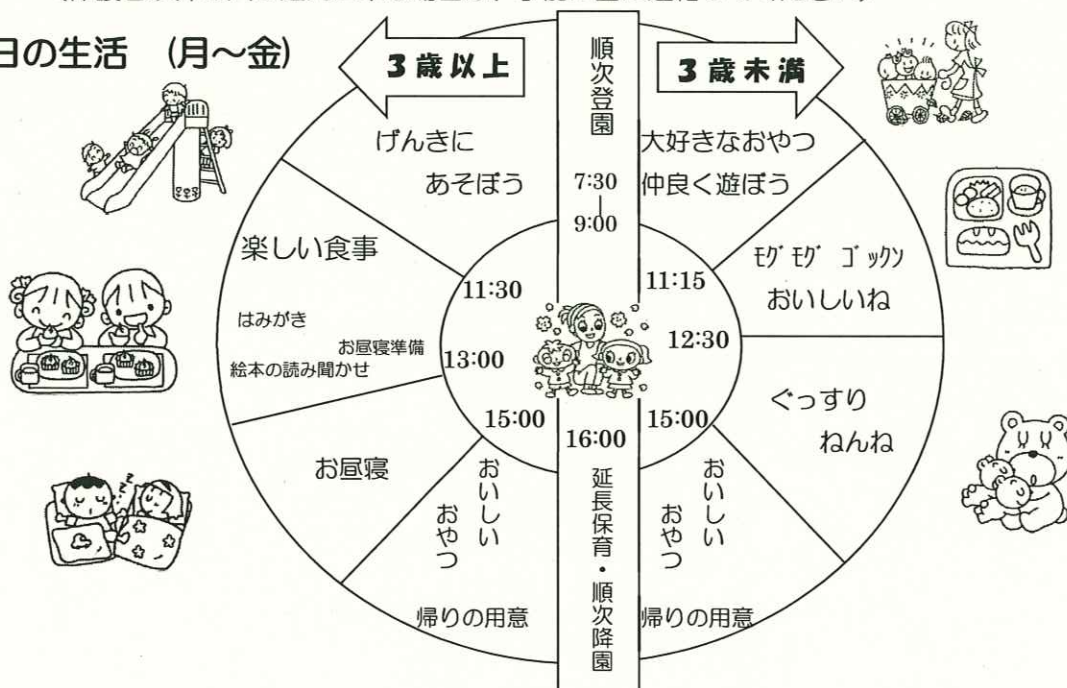 日の生活 (月～金)
3歳以上
3歳未満
順次登園
7:30
|
9:00
げんきに
あそぼう
楽しい食事
はみがき
お昼寝準備
絵本の読み聞かせ
お昼寝
おいしい
おやつ
帰りの用意
11:30
13:00
15:00
大好きなおやつ
仲良く遊ぼう
ﾓｸﾞﾓｸﾞ ｺﾞｯｸﾝ
おいしいね
ぐっすり
ねんね
おいしい
おやつ
帰りの用意
11:15
12:30
15:00
16:00
延長保育・順次降園